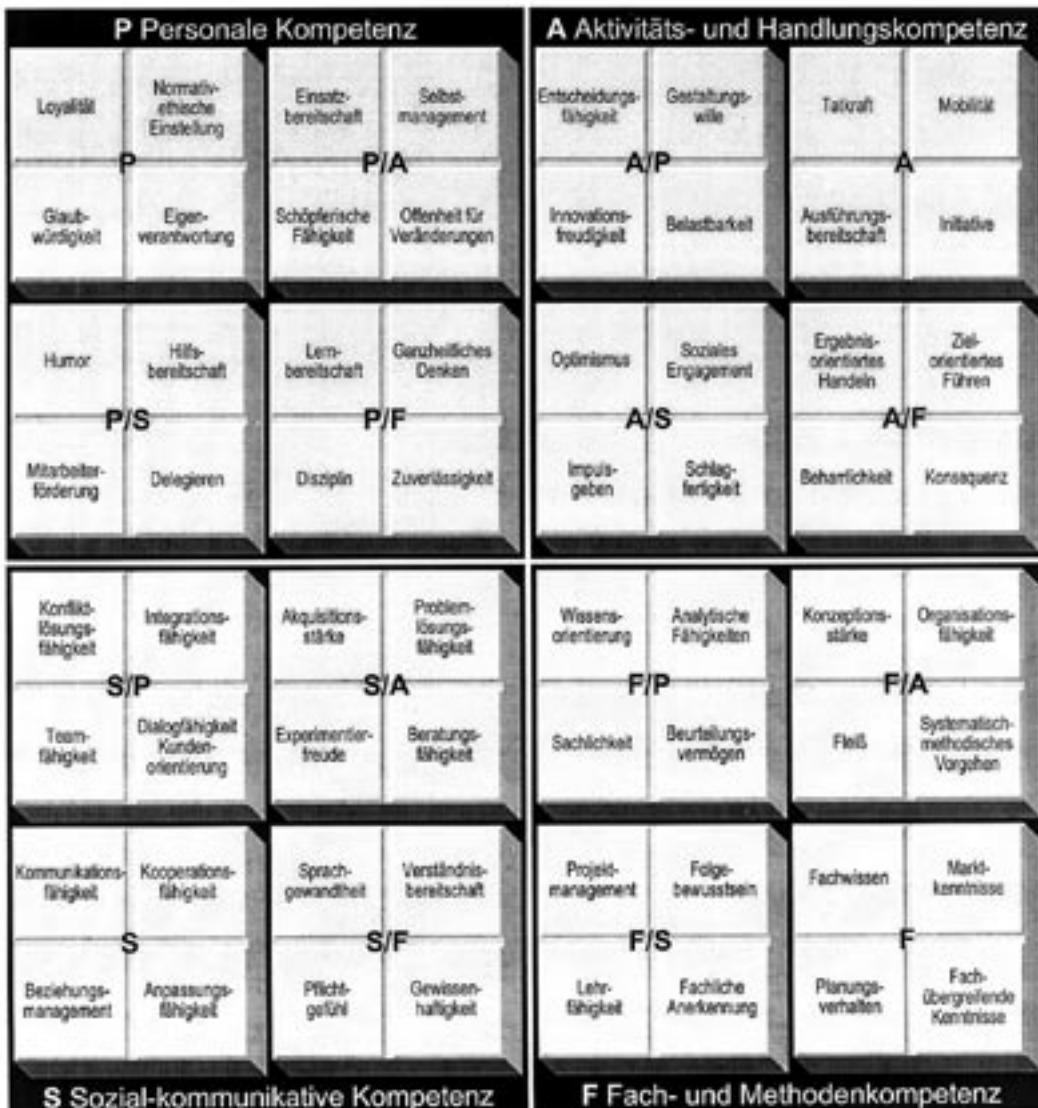 P Personale Kompetenz
Loyalität
Normativ-
ethische
Einstellung
P
Glaub-
würdigkeit
Eigen-
verantwortung
Einsatz-
bereitschaft
Selbst-
management
P/A
Schöpferische
Fähigkeit
Offenheit für
Veränderungen
Humor
Hilfs-
bereitschaft
P/S
Mitarbeiter-
förderung
Delegieren
Lern-
bereitschaft
Ganzheitliches
Denken
P/F
Disziplin
Zuverlässigkeit
A Aktivitäts- und Handlungskompetenz
Entscheidungs-
fähigkeit
Gestaltungs-
wille
A/P
Innovations-
freudigkeit
Belastbarkeit
Tatkraft
Mobilität
A
Ausführungs-
bereitschaft
Initiative
Optimismus
Soziales
Engagement
A/S
Impuls-
geben
Schlag-
fertigkeit
Ergebnis-
orientiertes
Handeln
Ziel-
orientiertes
Führen
A/F
Beharrlichkeit
Konsequenz
Konflikt-
lösungs-
fähigkeit
Integrations-
fähigkeit
S/P
Team-
fähigkeit
Dialogfähigkeit
Kunden-
orientierung
Akquisitions-
stärke
Problem-
lösungs-
fähigkeit
S/A
Experimentier-
freude
Beratungs-
fähigkeit
Kommunikations-
fähigkeit
Kooperations-
fähigkeit
S
Beziehungs-
management
Anpassungs-
fähigkeit
Sprach-
gewandtheit
Verständnis-
bereitschaft
S/F
Pflicht-
gefühl
Gewissen-
haftigkeit
S Sozial-kommunikative Kompetenz
Wissens-
orientierung
Analytische
Fähigkeiten
F/P
Sachlichkeit
Beurteilungs-
vermögen
Konzeptions-
stärke
Organisations-
fähigkeit
F/A
Fleiß
Systematisch-
methodisches
Vorgehen
Projekt-
management
Folge-
bewusstsein
F/S
Lehr-
fähigkeit
Fachliche
Anerkennung
Fachwissen
Markt-
kenntnisse
F
Planungs-
verhalten
Fach-
übergreifende
Kenntnisse
F Fach- und Methodenkompetenz